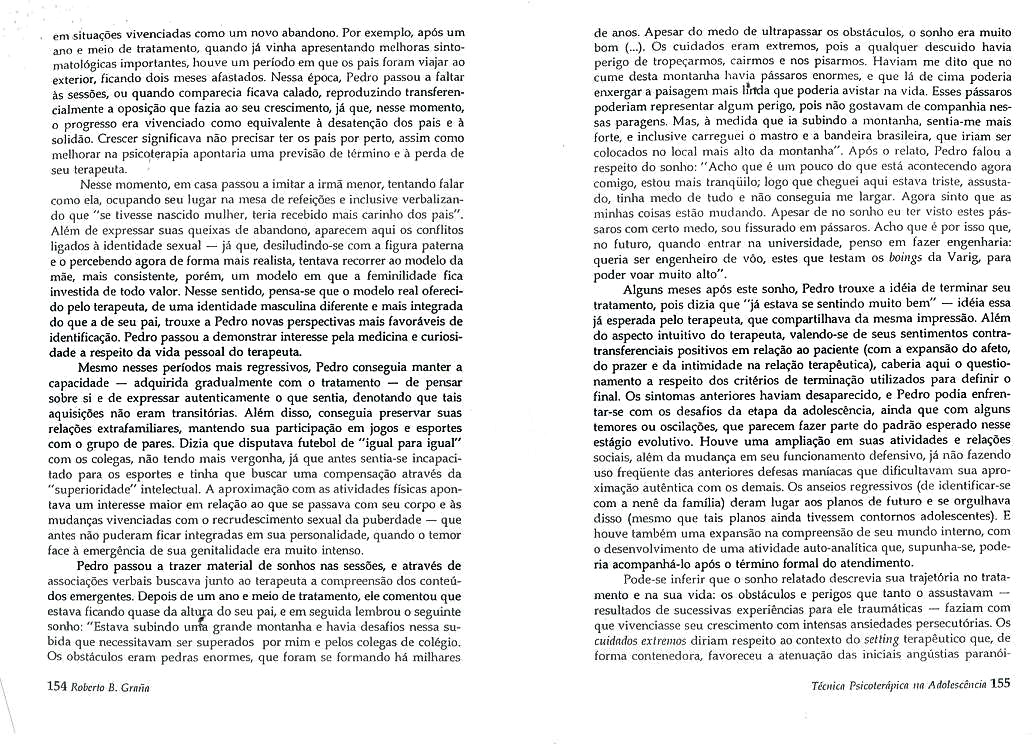 em situações vivenciadas como um novo abandono. Por exemplo, após um
ano e meio de tratamento, quando já vinha apresentando melhoras sinto-
matológicas importantes, houve um período em que os pais foram viajar ao
exterior, ficando dois meses afastados. Nessa época, Pedro passou a faltar
às sessões, ou quando comparecia ficava calado, reproduzindo transferen-
cialmente a oposição que fazia ao seu crescimento, já que, nesse momento,
o progresso era vivenciado como equivalente à desatenção dos pais e à
solidão. Crescer significava não precisar ter os pais por perto, assim como
melhorar na psicoterapia apontaria uma previsão de término e à perda de
seu terapeuta.
Nesse momento, em casa passou a imitar a irmã menor, tentando falar
como ela, ocupando seu lugar na mesa de refeições e inclusive verbalizan-
do que "se tivesse nascido mulher, teria recebido mais carinho dos pais".
Além de expressar suas queixas de abandono, aparecem aqui os conflitos
ligados à identidade sexual — já que, desiludindo-se com a figura paterna
e o percebendo agora de forma mais realista, tentava recorrer ao modelo da
mãe, mais consistente, porém, um modelo em que a feminilidade fica
investida de todo valor. Nesse sentido, pensa-se que o modelo real ofereci-
do pelo terapeuta, de uma identidade masculina diferente e mais integrada
do que a de seu pai, trouxe a Pedro novas perspectivas mais favoráveis de
identificação. Pedro passou a demonstrar interesse pela medicina e curiosi-
dade a respeito da vida pessoal do terapeuta.
Mesmo nesses períodos mais regressivos, Pedro conseguia manter a
capacidade — adquirida gradualmente com o tratamento — de pensar
sobre si e de expressar autenticamente o que sentia, denotando que tais
aquisições não eram transitórias. Além disso, conseguia preservar suas
relações extrafamiliares, mantendo sua participação em jogos e esportes
com o grupo de pares. Dizia que disputava futebol de "igual para igual"
com os colegas, não tendo mais vergonha, já que antes sentia-se incapaci-
tado para os esportes e tinha que buscar uma compensação através da
"superioridade" intelectual. A aproximação com as atividades físicas apon-
tava um interesse maior em relação ao que se passava com seu corpo e às
mudanças vivenciadas com o recrudescimento sexual da puberdade — que
antes não puderam ficar integradas em sua personalidade, quando o temor
face à emergência de sua genitalidade era muito intenso.
Pedro passou a trazer material de sonhos nas sessões, e através de
associações verbais buscava junto ao terapeuta a compreensão dos conteú-
dos emergentes. Depois de um ano e meio de tratamento, ele comentou que
estava ficando quase da altura do seu pai, e em seguida lembrou o seguinte
sonho: "Estava subindo uma grande montanha e havia desafios nessa su-
bida que necessitavam ser superados por mim e pelos colegas de colégio.
Os obstáculos eram pedras enormes, que foram se formando há milhares
154 Roberto B. Graña
de anos. Apesar do medo de ultrapassar os obstáculos, o sonho era muito
bom (...). Os cuidados eram extremos, pois a qualquer descuido havia
perigo de tropeçarmos, cairmos e nos pisarmos. Haviam me dito que no
cume desta montanha havia pássaros enormes, e que lá de cima poderia
enxergar a paisagem mais linda que poderia avistar na vida. Esses pássaros
poderiam representar algum perigo, pois não gostavam de companhia nes-
sas paragens. Mas, à medida que ia subindo a montanha, sentia-me mais
forte, e inclusive carreguei o mastro e a bandeira brasileira, que iriam ser
colocados no local mais alto da montanha". Após o relato, Pedro falou a
respeito do sonho: "Acho que é um pouco do que está acontecendo agora
comigo, estou mais tranqüilo; logo que cheguei aqui estava triste, assusta-
do, tinha medo de tudo e não conseguia me largar. Agora sinto que as
minhas coisas estão mudando. Apesar de no sonho eu ter visto estes pás-
saros com certo medo, sou fissurado em pássaros. Acho que é por isso que,
no futuro, quando entrar na universidade, penso em fazer engenharia:
queria ser engenheiro de vôo, estes que testam os boings da Varig, para
poder voar muito alto".
Alguns meses após este sonho, Pedro trouxe a idéia de terminar seu
tratamento, pois dizia que "já estava se sentindo muito bem" — idéia essa
já esperada pelo terapeuta, que compartilhava da mesma impressão. Além
do aspecto intuitivo do terapeuta, valendo-se de seus sentimentos contra-
transferenciais positivos em relação ao paciente (com a expansão do afeto,
do prazer e da intimidade na relação terapêutica), caberia aqui o questio-
namento a respeito dos critérios de terminação utilizados para definir o
final. Os sintomas anteriores haviam desaparecido, e Pedro podia enfren-
tar-se com os desafios da etapa da adolescência, ainda que com alguns
temores ou oscilações, que parecem fazer parte do padrão esperado nesse
estágio evolutivo. Houve uma ampliação em suas atividades e relações
sociais, além da mudança em seu funcionamento defensivo, já não fazendo
uso freqüente das anteriores defesas maníacas que dificultavam sua apro-
ximação autêntica com os demais. Os anseios regressivos (de identificar-se
com a nenê da família) deram lugar aos planos de futuro e se orgulhava
disso (mesmo que tais planos ainda tivessem contornos adolescentes). E
houve também uma expansão na compreensão de seu mundo interno, com
o desenvolvimento de uma atividade auto-analítica que, supunha-se, pode-
ria acompanhá-lo após o término formal do atendimento.
Pode-se inferir que o sonho relatado descrevia sua trajetória no trata-
mento e na sua vida: os obstáculos e perigos que tanto o assustavam —
resultados de sucessivas experiências para ele traumáticas — faziam com
que vivenciasse seu crescimento com intensas ansiedades persecutórias. Os
cuidados extremos diriam respeito ao contexto do setting terapêutico que, de
forma contenedora, favoreceu a atenuação das iniciais angústias paranói-
Técnica Psicoterápica na Adolescência 155